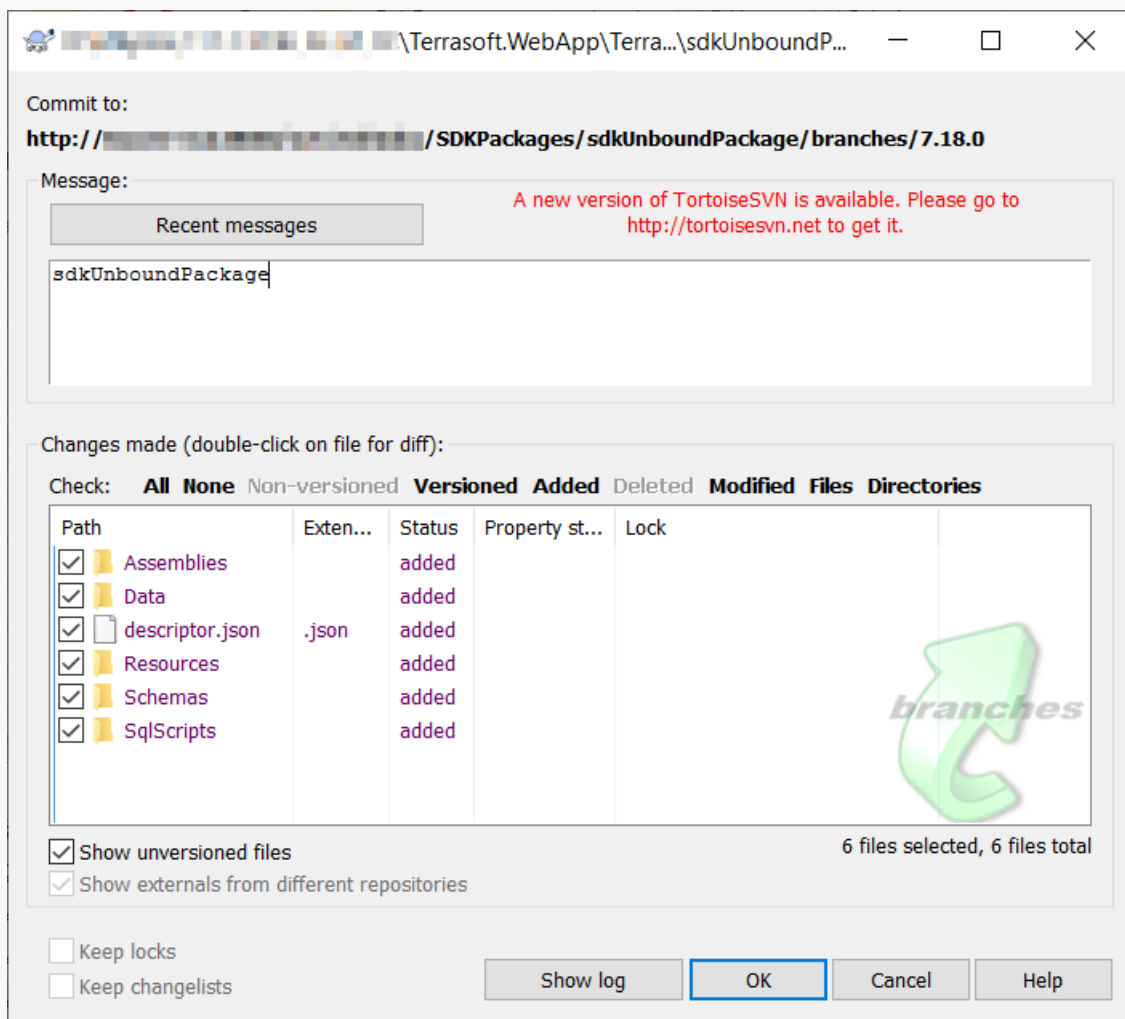 \Terrasoft.WebApp\Terra...\sdkUnboundP...
Commit to:
http:// /SDKPackages/sdkUnboundPackage/branches/7.18.0
Message:
Recent messages
A new version of TortoiseSVN is available. Please go to
http://tortoisesvn.net to get it.
sdkUnboundPackage
Changes made (double-click on file for diff):
Check: All None Non-versioned Versioned Added Deleted Modified Files Directories
Path Exten... Status Property st... Lock
Assemblies added
Data added
descriptor.json .json added
Resources added
Schemas added
SqlScripts added
branches
Show unversioned files
6 files selected, 6 files total
Show externals from different repositories
Keep locks
Keep changelists
Show log OK Cancel Help